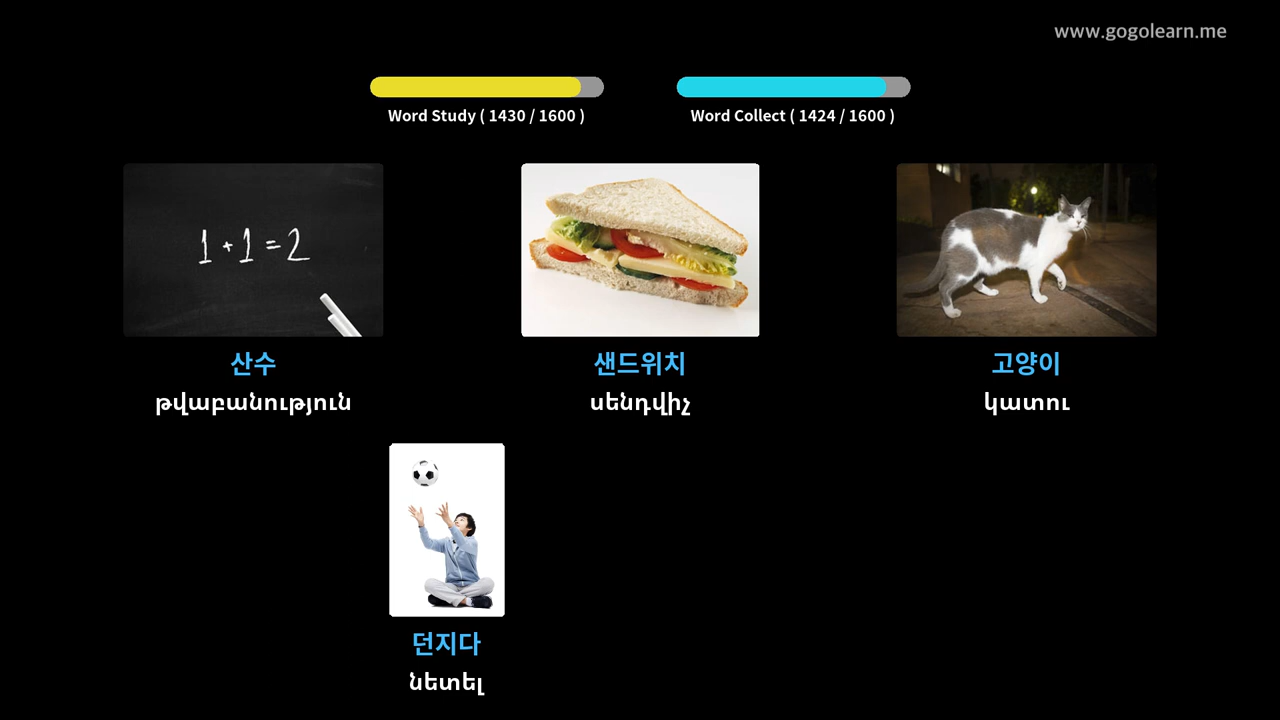 www.gogolearn.me
Word Study ( 1430 / 1600 )
Word Collect ( 1424 / 1600 )
1 + 1 = 2
산수
샌드위치
고양이
թվաբանություն
սենդվիչ
կատու
던지다
նետել